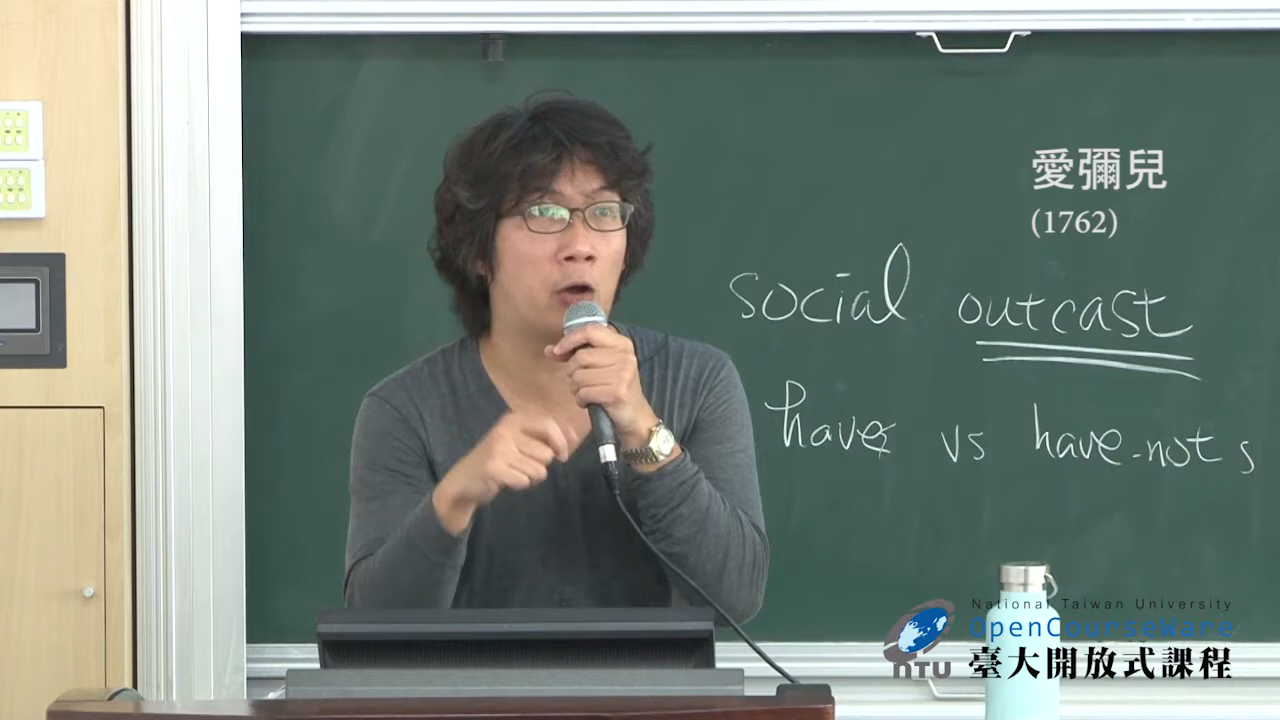 愛彌兒
(1762)
social outcast
haves vs have-nots
National Taiwan University
OpenCourseWare
NTU
臺大開放式課程